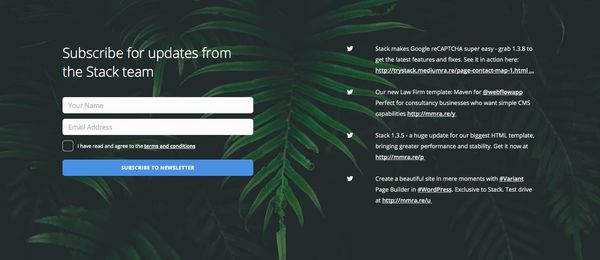 Subscribe for updates from
the Stack team
Your Name
Email Address
I have read and agree to the terms and conditions
SUBSCRIBE TO NEWSLETTER
Stack makes Google reCAPTCHA super easy - grab 1.3.8 to
get the latest features and fixes. See it in action here:
http://trystack.mediumra.re/page-contact-map-1.html ...
Our new Law Firm template: Maven for @webflowapp
Perfect for consultancy businesses who want simple CMS
capabilities http://mmra.re/y
Stack 1.3.5 - a huge update for our biggest HTML template,
bringing greater performance and stability. Get it now at
http://mmra.re/p
Create a beautiful site in mere moments with #Variant
Page Builder in #WordPress. Exclusive to Stack. Test drive
at http://mmra.re/u